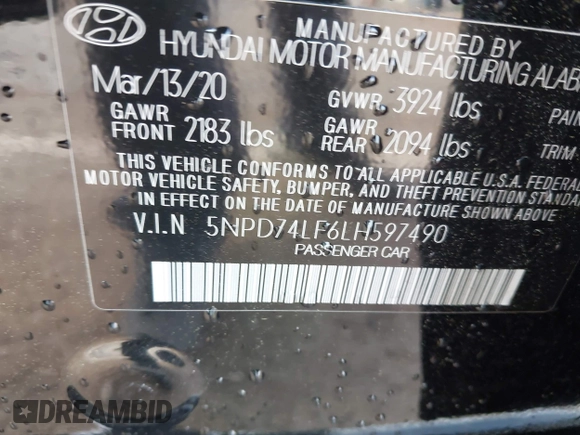 MANUFACTURED BY
HYUNDAI MOTOR MANUFACTURING
Mar/13/20
GVWR 3924 lbs
GAWR FRONT 2183 lbs
GAWR REAR 2094 lbs
TRIM
THIS VEHICLE CONFORMS TO ALL APPLICABLE U.S.A. FEDERAL
MOTOR VEHICLE SAFETY, BUMPER, AND THEFT PREVENTION
IN EFFECT ON THE DATE OF MANUFACTURE SHOWN ABOVE
V.I.N 5NPD74LF6LH597490
PASSENGER CAR
DREAMBID